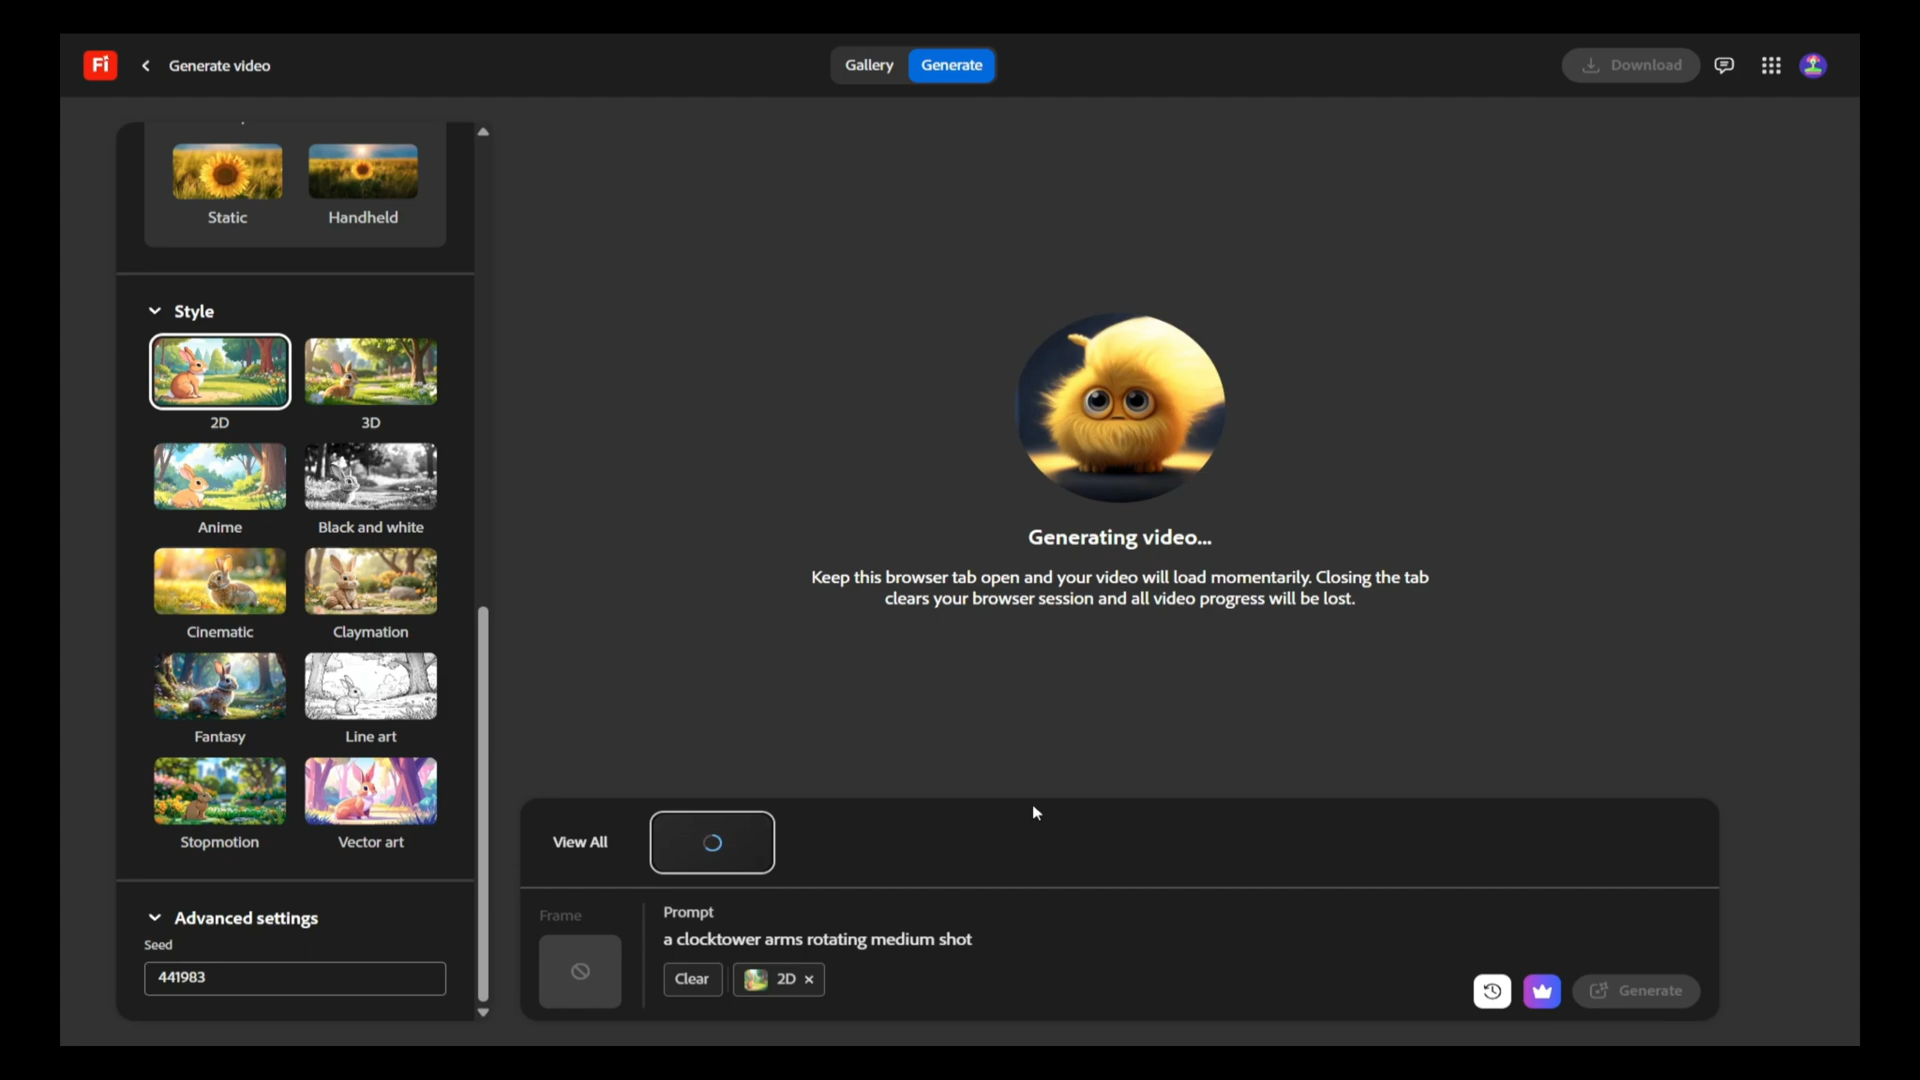 Fi
Generate video
Gallery
Generate
Download
Static
Handheld
Style
2D
3D
Anime
Black and white
Cinematic
Claymation
Fantasy
Line art
Stopmotion
Vector art
Advanced settings
Seed
441983
Generating video...
Keep this browser tab open and your video will load momentarily. Closing the tab
clears your browser session and all video progress will be lost.
View All
Frame
Prompt
a clocktower arms rotating medium shot
Clear
2D
Generate